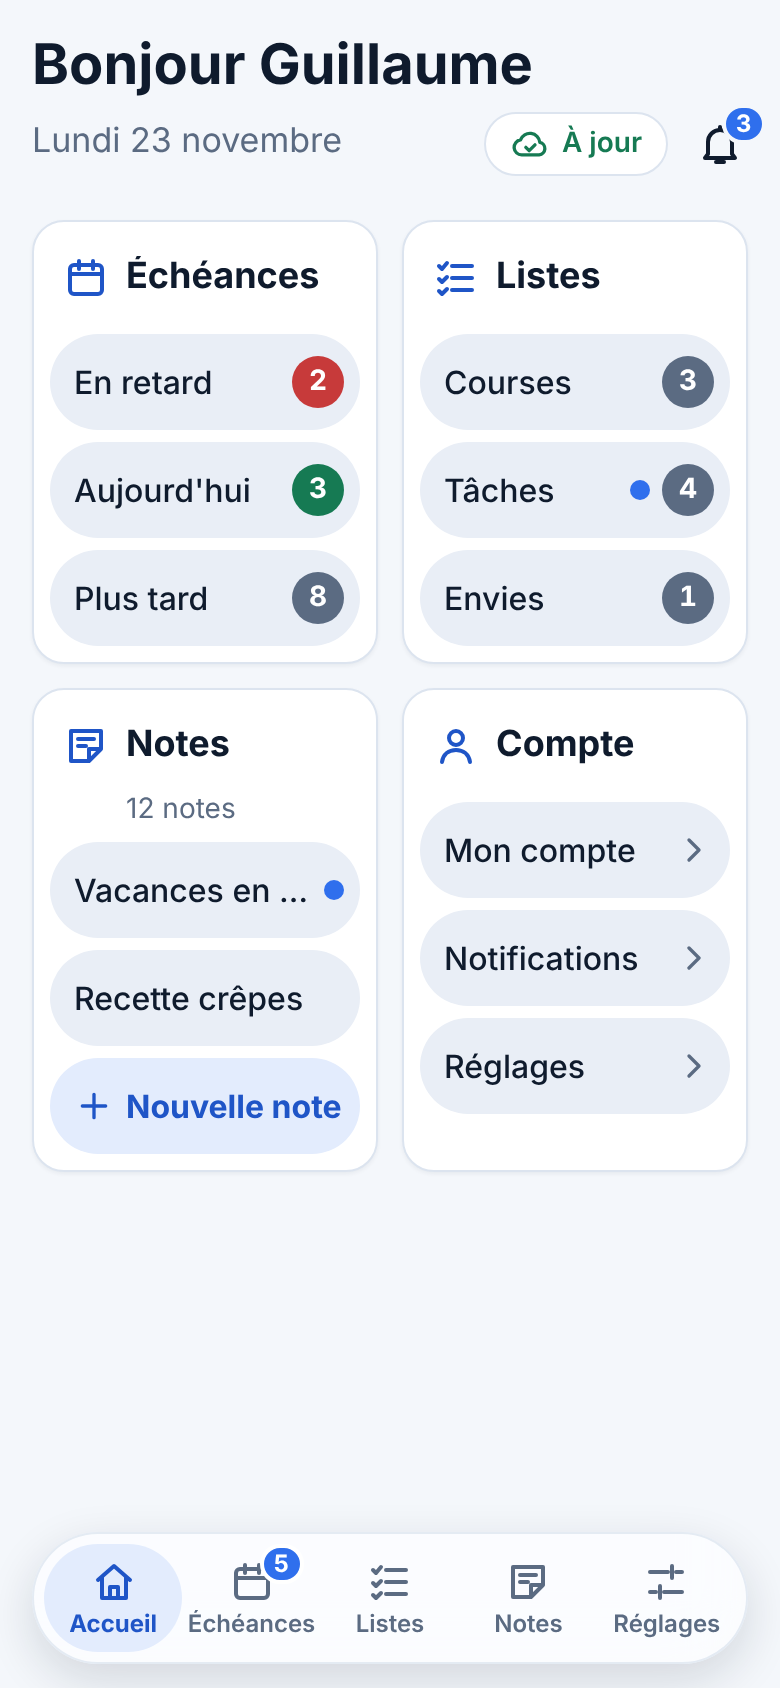 Bonjour Guillaume
Lundi 23 novembre
À jour
3
Échéances
En retard 2
Aujourd'hui 3
Plus tard 8
Listes
Courses 3
Tâches 4
Envies 1
Notes
12 notes
Vacances en ...
Recette crêpes
Nouvelle note
Compte
Mon compte
Notifications
Réglages
Accueil
5
Échéances
Listes
Notes
Réglages